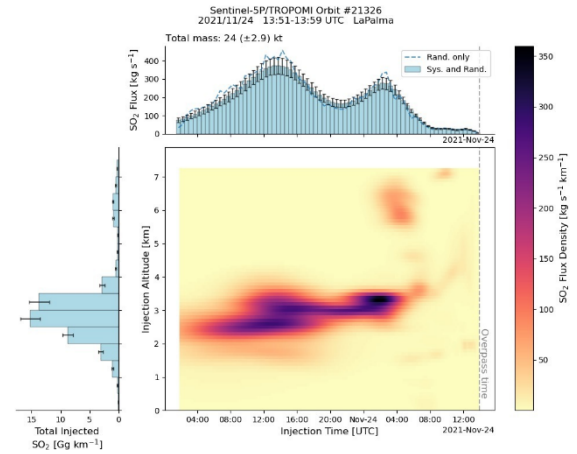 Sentinel-5P/TROPOMI Orbit #21326
2021/11/24 13:51-13:59 UTC LaPalma
Total mass: 24 (±2.9) kt
SO2 Flux [kg s⁻¹]
400
300
200
100
0
Rand. only
Sys. and Rand.
2021-Nov-24
Injection Altitude [km]
7
6
5
4
3
2
1
0
Overpass time
04:00 08:00 12:00 16:00 20:00 Nov-24 04:00 08:00 12:00
Injection Time [UTC]
2021-Nov-24
15 10 5 0
Total Injected
SO2 [Gg km⁻¹]
350
300
250
200
150
100
50
SO2 Flux Density [kg s⁻¹ km⁻¹]